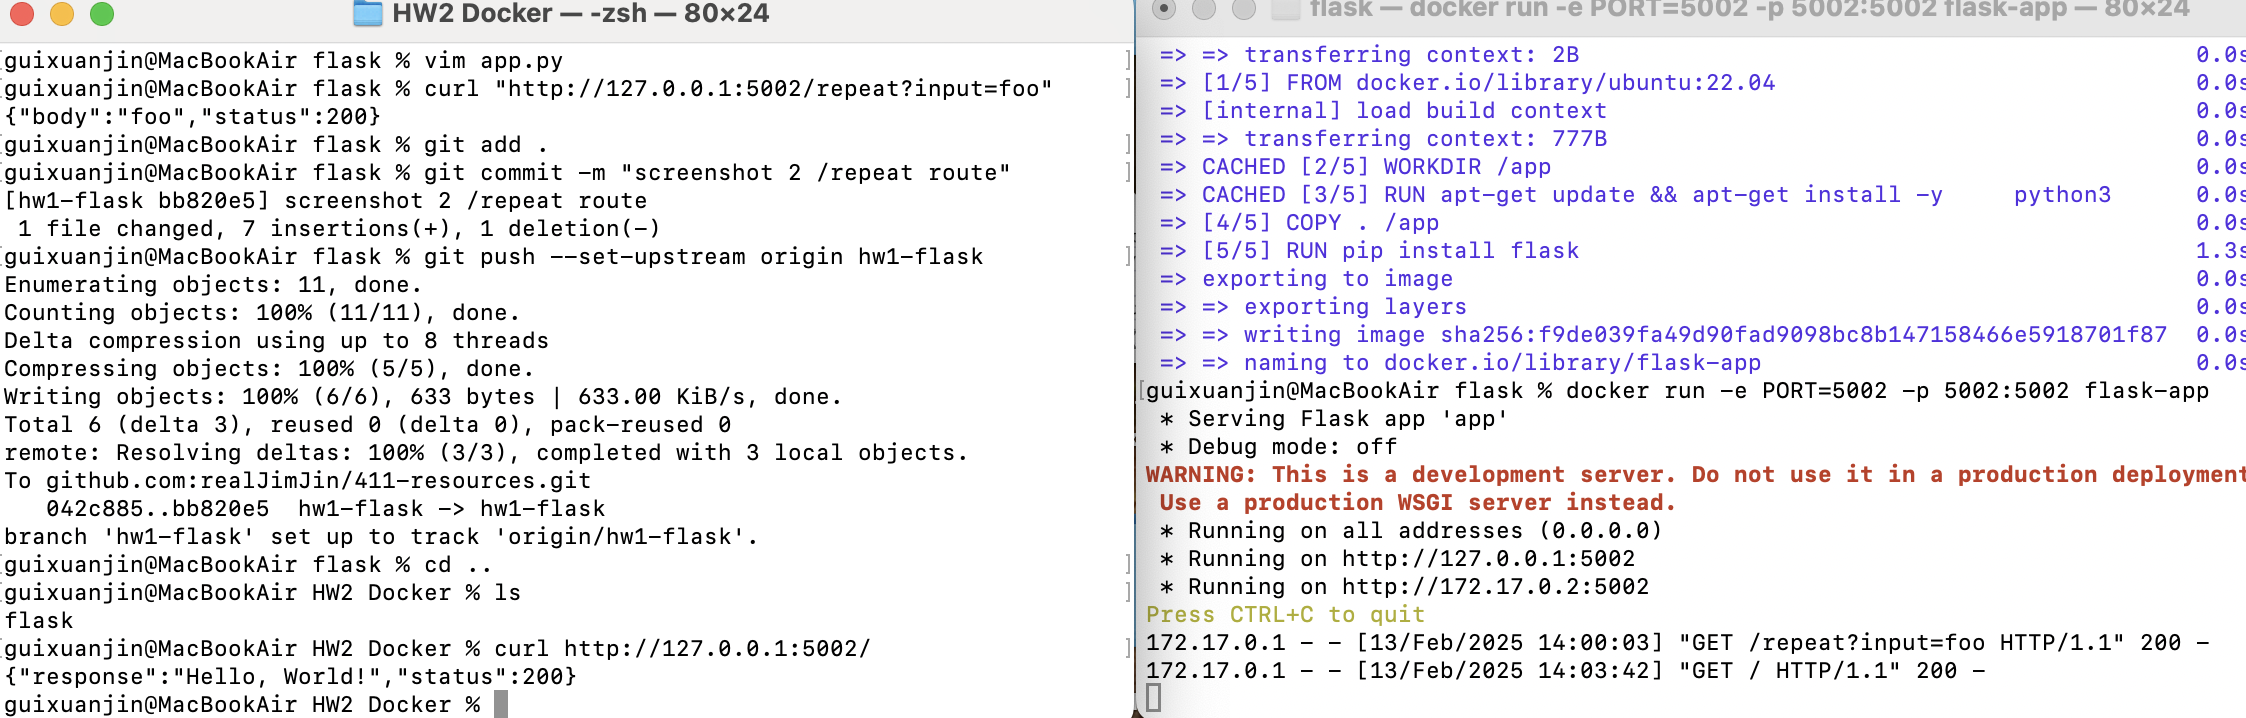 HW2 Docker — -zsh — 80×24
guixuanjin@MacBookAir flask % vim app.py
guixuanjin@MacBookAir flask % curl "http://127.0.0.1:5002/repeat?input=foo"
{"body":"foo","status":200}
guixuanjin@MacBookAir flask % git add .
guixuanjin@MacBookAir flask % git commit -m "screenshot 2 /repeat route"
[hw1-flask bb820e5] screenshot 2 /repeat route
 1 file changed, 7 insertions(+), 1 deletion(-)
guixuanjin@MacBookAir flask % git push --set-upstream origin hw1-flask
Enumerating objects: 11, done.
Counting objects: 100% (11/11), done.
Delta compression using up to 8 threads
Compressing objects: 100% (5/5), done.
Writing objects: 100% (6/6), 633 bytes | 633.00 KiB/s, done.
Total 6 (delta 3), reused 0 (delta 0), pack-reused 0
remote: Resolving deltas: 100% (3/3), completed with 3 local objects.
To github.com:realJimJin/411-resources.git
   042c885..bb820e5  hw1-flask -> hw1-flask
branch 'hw1-flask' set up to track 'origin/hw1-flask'.
guixuanjin@MacBookAir flask % cd ..
guixuanjin@MacBookAir HW2 Docker % ls
flask
guixuanjin@MacBookAir HW2 Docker % curl http://127.0.0.1:5002/
{"response":"Hello, World!","status":200}
guixuanjin@MacBookAir HW2 Docker %
flask — docker run -e PORT=5002 -p 5002:5002 flask-app — 80×24
=> => transferring context: 2B 0.0s
=> [1/5] FROM docker.io/library/ubuntu:22.04 0.0s
=> [internal] load build context 0.0s
=> => transferring context: 777B 0.0s
=> CACHED [2/5] WORKDIR /app 0.0s
=> CACHED [3/5] RUN apt-get update && apt-get install -y     python3 0.0s
=> [4/5] COPY . /app 0.0s
=> [5/5] RUN pip install flask 1.3s
=> exporting to image 0.0s
=> => exporting layers 0.0s
=> => writing image sha256:f9de039fa49d90fad9098bc8b147158466e5918701f87 0.0s
=> => naming to docker.io/library/flask-app 0.0s
guixuanjin@MacBookAir flask % docker run -e PORT=5002 -p 5002:5002 flask-app
 * Serving Flask app 'app'
 * Debug mode: off
WARNING: This is a development server. Do not use it in a production deployment
 Use a production WSGI server instead.
 * Running on all addresses (0.0.0.0)
 * Running on http://127.0.0.1:5002
 * Running on http://172.17.0.2:5002
Press CTRL+C to quit
172.17.0.1 - - [13/Feb/2025 14:00:03] "GET /repeat?input=foo HTTP/1.1" 200 -
172.17.0.1 - - [13/Feb/2025 14:03:42] "GET / HTTP/1.1" 200 -